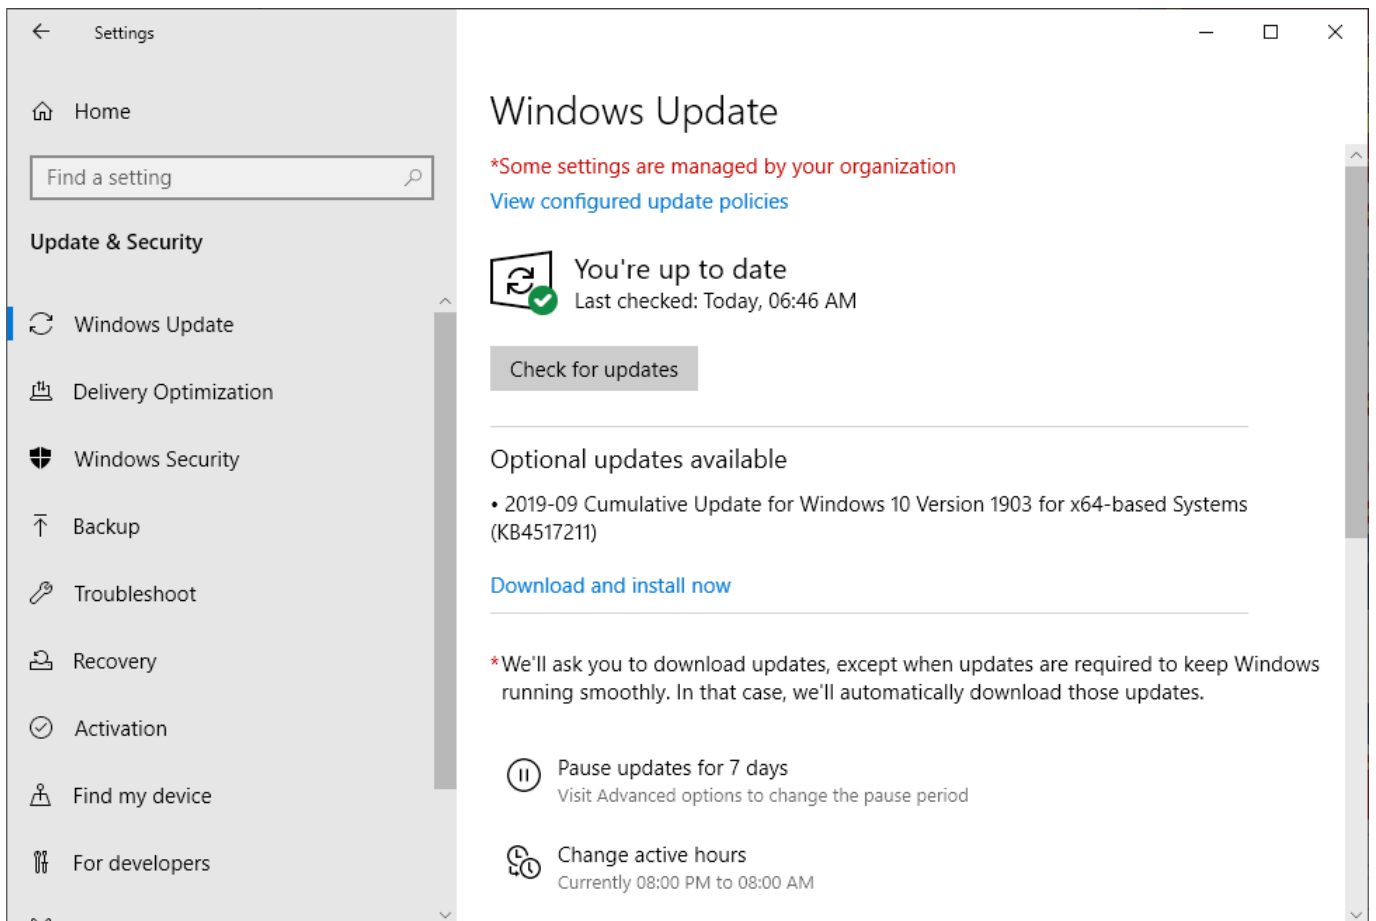 Settings
Home
Find a setting
Update & Security
Windows Update
Delivery Optimization
Windows Security
Backup
Troubleshoot
Recovery
Activation
Find my device
For developers
Windows Update
*Some settings are managed by your organization
View configured update policies
You're up to date
Last checked: Today, 06:46 AM
Check for updates
Optional updates available
• 2019-09 Cumulative Update for Windows 10 Version 1903 for x64-based Systems
(KB4517211)
Download and install now
*We'll ask you to download updates, except when updates are required to keep Windows
running smoothly. In that case, we'll automatically download those updates.
Pause updates for 7 days
Visit Advanced options to change the pause period
Change active hours
Currently 08:00 PM to 08:00 AM